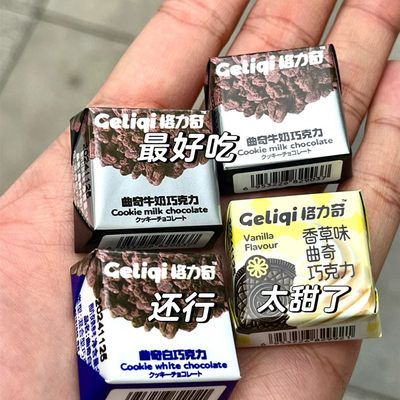 Geliqi 格力奇
曲奇牛奶巧克力
Cookie milk chocolate
クッキーチョコレート
Geliqi 格力奇
最好吃
曲奇牛奶巧克力
Cookie milk chocolate
クッキーチョコレート
Geliqi 格力奇
Vanilla
Flavour
香草味
曲奇
巧克力
太甜了
Geliqi 格力奇
还行
曲奇白巧克力
Cookie white chocolate
クッキーチョコレート
20241125